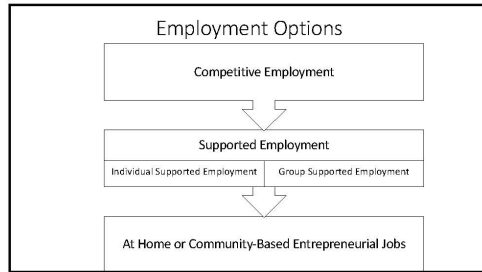 Employment Options
Competitive Employment
Supported Employment
Individual Supported Employment
Group Supported Employment
At Home or Community-Based Entrepreneurial Jobs